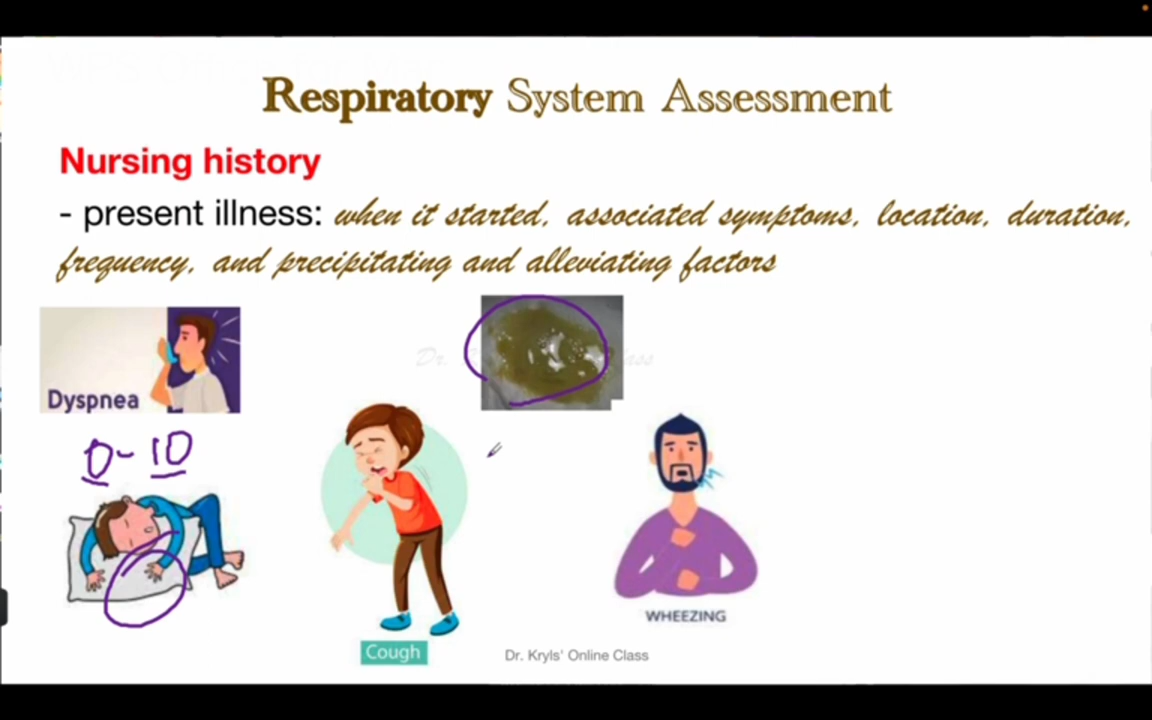 Respiratory System Assessment
Nursing history
- present illness: when it started, associated symptoms, location, duration,
frequency, and precipitating and alleviating factors
Dyspnea
0-10
WHEEZING
Cough
Dr. Kryls' Online Class